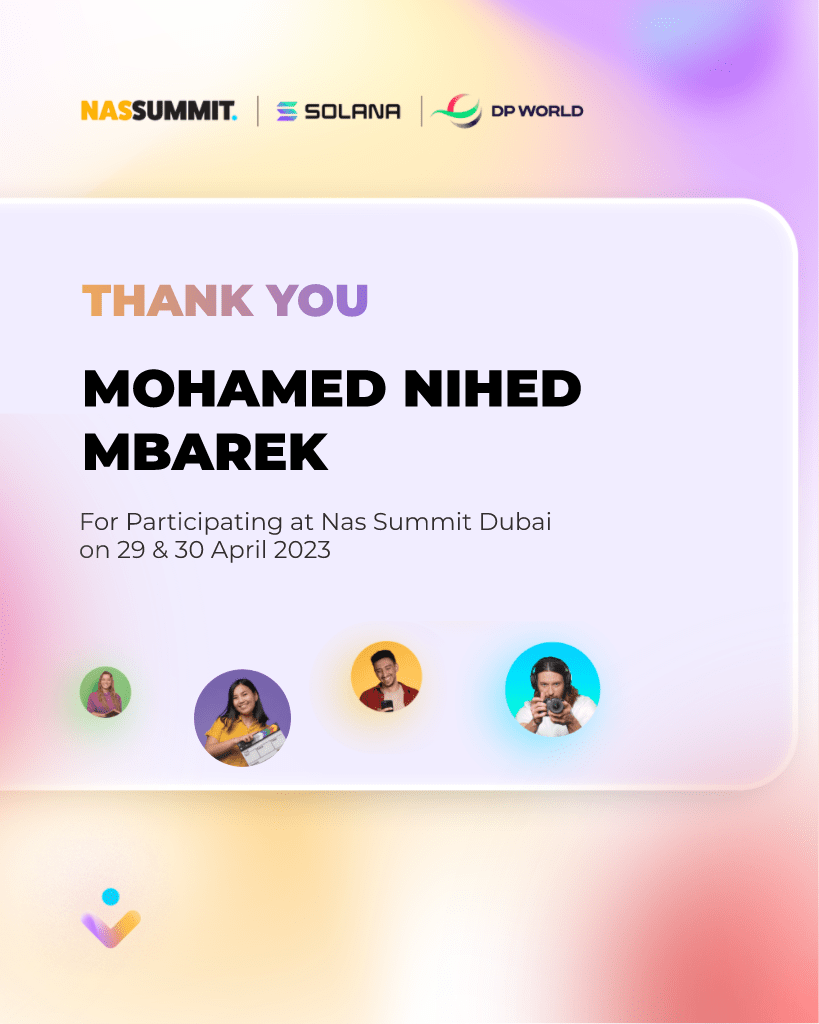 NASSUMMIT. | SOLANA | DP WORLD
THANK YOU
MOHAMED NIHED
MBAREK
For Participating at Nas Summit Dubai
on 29 & 30 April 2023